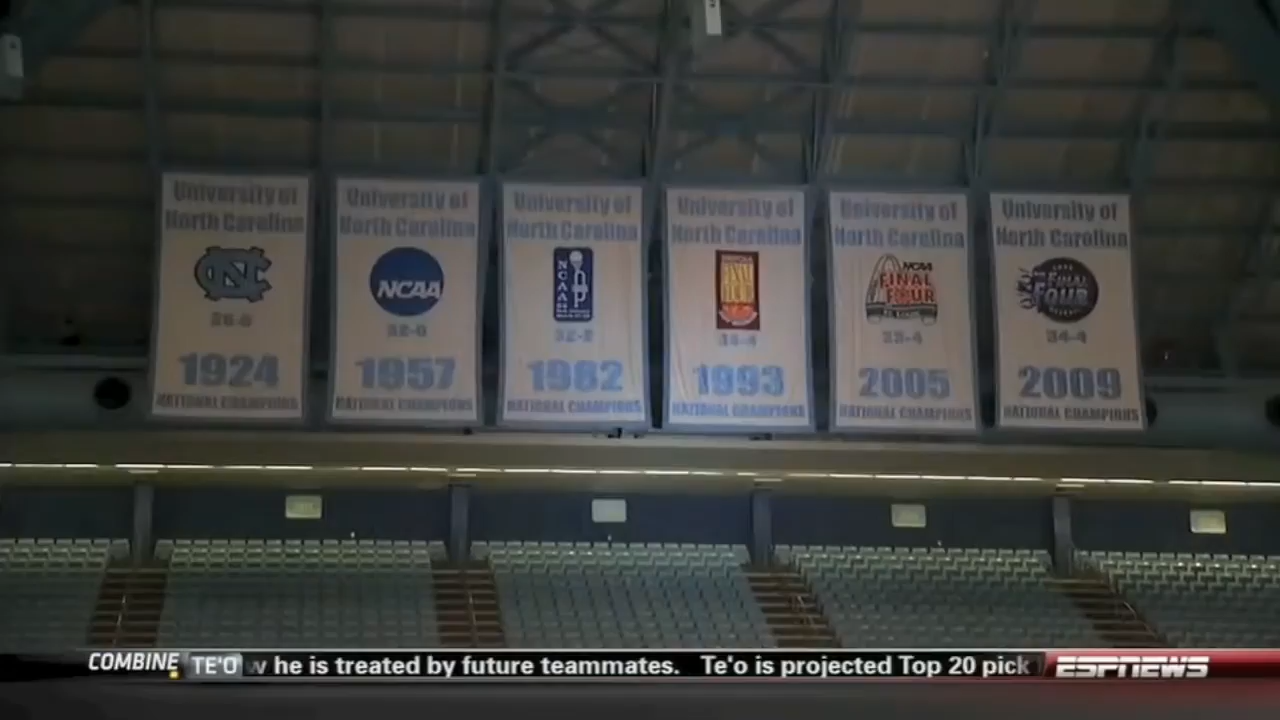 University of
North Carolina
NC
26-0
1924
NATIONAL CHAMPIONS
University of
North Carolina
NCAA
32-0
1957
NATIONAL CHAMPIONS
University of
North Carolina
NCAA
32-2
1982
NATIONAL CHAMPIONS
University of
North Carolina
34-4
1993
NATIONAL CHAMPIONS
University of
North Carolina
NCAA
FINAL
FOUR
33-4
2005
NATIONAL CHAMPIONS
University of
North Carolina
FINAL
FOUR
34-4
2009
NATIONAL CHAMPIONS
COMBINE TE'O w he is treated by future teammates. Te'o is projected Top 20 pick ESPNEWS